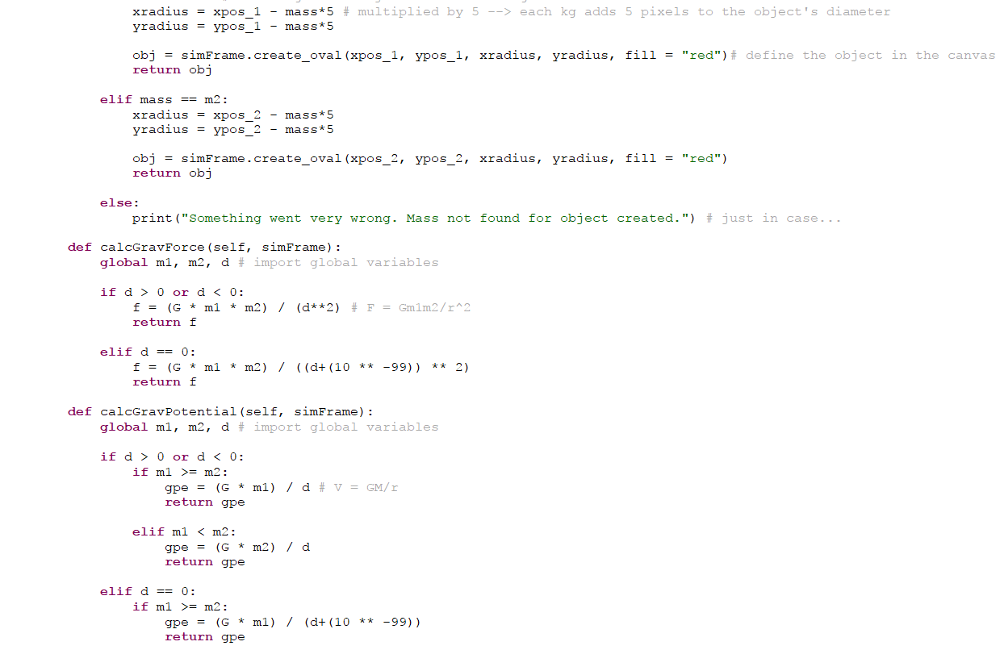 xradius = xpos_1 - mass*5 # multiplied by 5 --> each kg adds 5 pixels to the object's diameter
yradius = ypos_1 - mass*5
obj = simFrame.create_oval(xpos_1, ypos_1, xradius, yradius, fill = "red")# define the object in the canvas
return obj
elif mass == m2:
xradius = xpos_2 - mass*5
yradius = ypos_2 - mass*5
obj = simFrame.create_oval(xpos_2, ypos_2, xradius, yradius, fill = "red")
return obj
else:
print("Something went very wrong. Mass not found for object created.") # just in case...
def calcGravForce(self, simFrame):
global m1, m2, d # import global variables
if d > 0 or d < 0:
f = (G * m1 * m2) / (d**2) # F = Gm1m2/r^2
return f
elif d == 0:
f = (G * m1 * m2) / ((d+(10 ** -99)) ** 2)
return f
def calcGravPotential(self, simFrame):
global m1, m2, d # import global variables
if d > 0 or d < 0:
if m1 >= m2:
gpe = (G * m1) / d # V = GM/r
return gpe
elif m1 < m2:
gpe = (G * m2) / d
return gpe
elif d == 0:
if m1 >= m2:
gpe = (G * m1) / (d+(10 ** -99))
return gpe